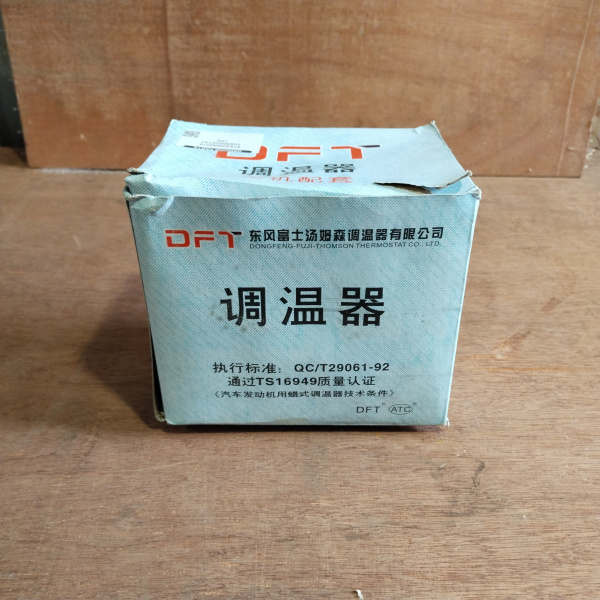 DFT
调温器
机配套
DFT 东风富士汤姆森调温器有限公司
DONGFENG-FUJI-THOMSON THERMOSTAT CO., LTD.
调温器
执行标准: QC/T29061-92
通过TS16949质量认证
《汽车发动机用蜡式调温器技术条件》
DFT® ATC®